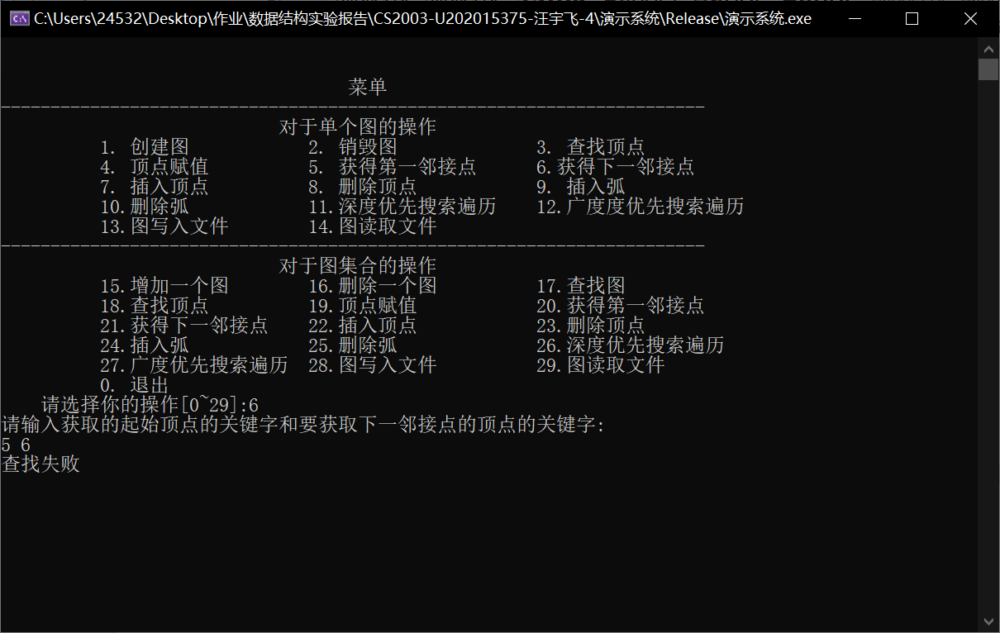 C:\Users\24532\Desktop\作业\数据结构实验报告\CS2003-U202015375-汪宇飞-4\演示系统\Release\演示系统.exe
菜单
-----------------------------------------------------------------------
对于单个图的操作
1. 创建图 2. 销毁图 3. 查找顶点
4. 顶点赋值 5. 获得第一邻接点 6.获得下一邻接点
7. 插入顶点 8. 删除顶点 9. 插入弧
10.删除弧 11.深度优先搜索遍历 12.广度度优先搜索遍历
13.图写入文件 14.图读取文件
-----------------------------------------------------------------------
对于图集合的操作
15.增加一个图 16.删除一个图 17.查找图
18.查找顶点 19.顶点赋值 20.获得第一邻接点
21.获得下一邻接点 22.插入顶点 23.删除顶点
24.插入弧 25.删除弧 26.深度优先搜索遍历
27.广度优先搜索遍历 28.图写入文件 29.图读取文件
0. 退出
请选择你的操作[0~29]:6
请输入获取的起始顶点的关键字和要获取下一邻接点的顶点的关键字:
5 6
查找失败